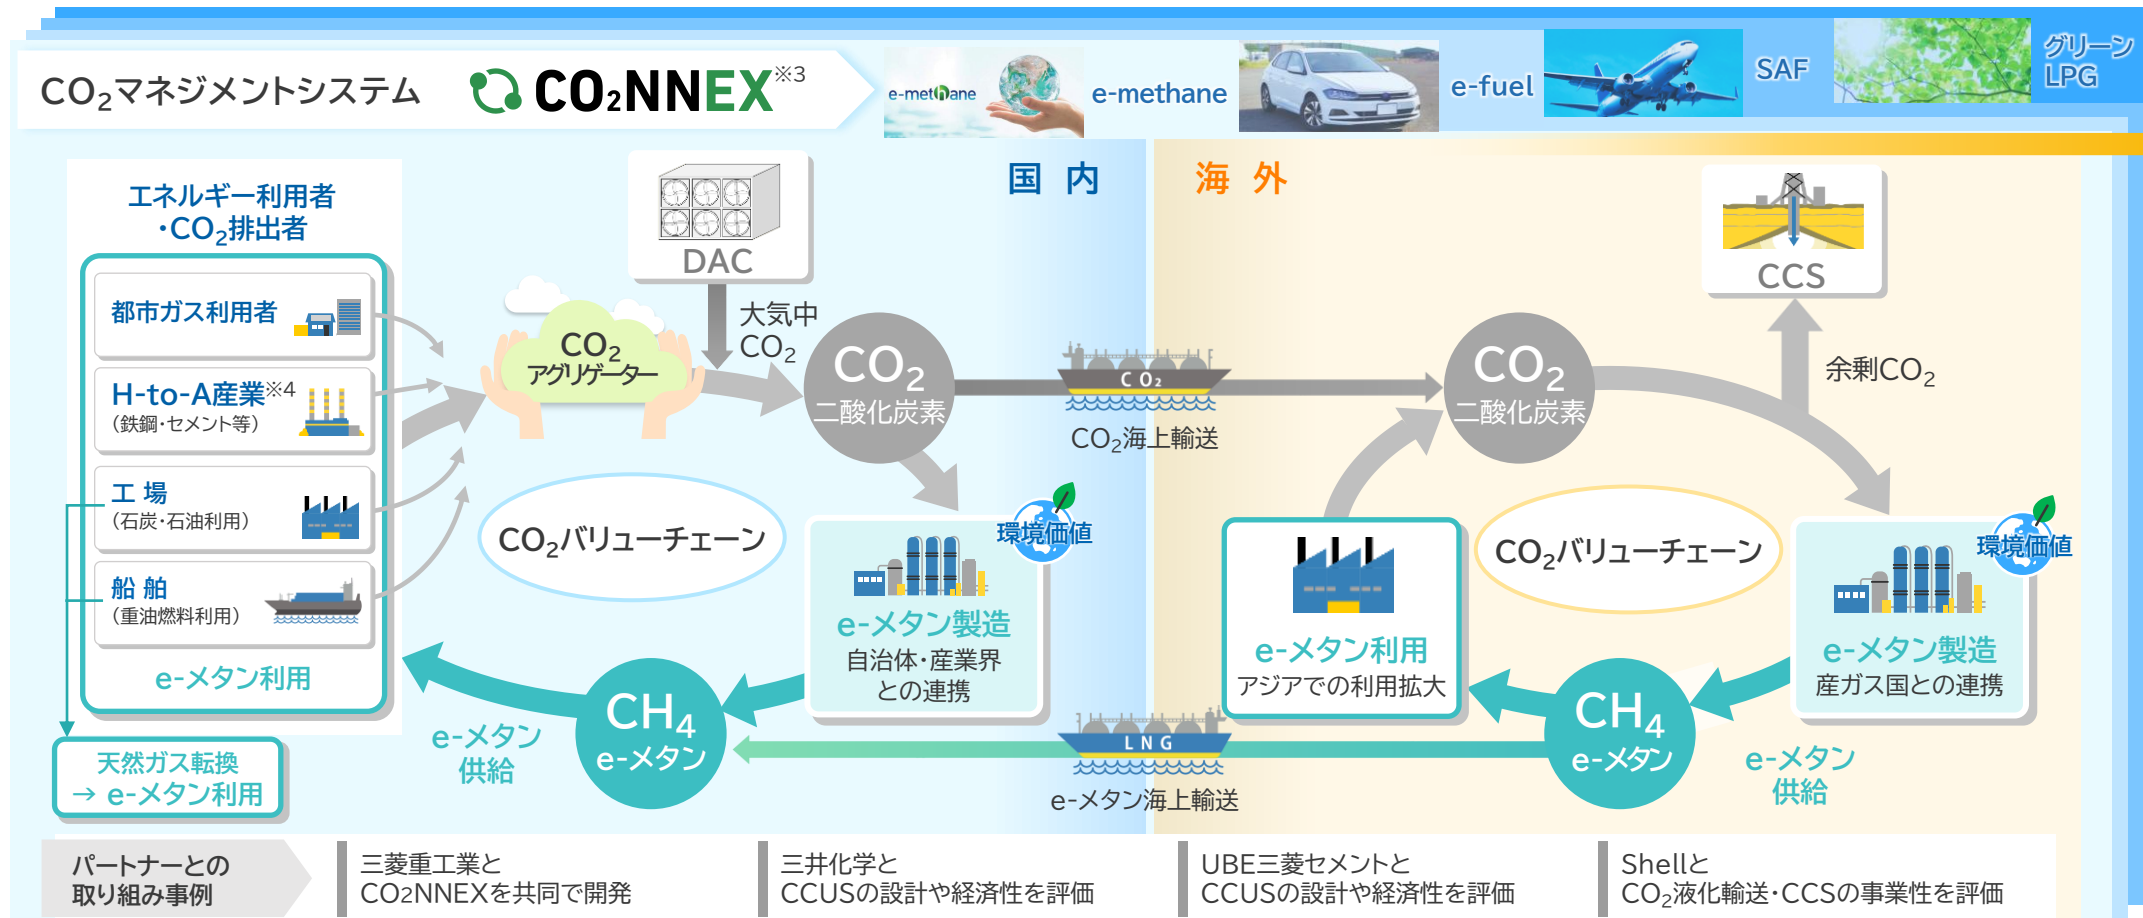 CO₂マネジメントシステム
CO₂NNEX※3
e-methane
e-methane
e-fuel
SAF
グリーン
LPG
国内
海外
エネルギー利用者
・CO₂排出者
都市ガス利用者
H-to-A産業※4
（鉄鋼・セメント等）
工場
（石炭・石油利用）
船舶
（重油燃料利用）
e-メタン利用
天然ガス転換
→ e-メタン利用
DAC
大気中
CO₂
CO₂
アグリゲーター
CO₂
二酸化炭素
CO₂
CO₂海上輸送
CO₂バリューチェーン
環境価値
e-メタン製造
自治体・産業界
との連携
CH₄
e-メタン
e-メタン
供給
LNG
e-メタン海上輸送
CCS
余剰CO₂
CO₂
二酸化炭素
CO₂バリューチェーン
e-メタン利用
アジアでの利用拡大
環境価値
e-メタン製造
産ガス国との連携
CH₄
e-メタン
e-メタン
供給
パートナーとの
取り組み事例
三菱重工業と
CO2NNEXを共同で開発
三井化学と
CCUSの設計や経済性を評価
UBE三菱セメントと
CCUSの設計や経済性を評価
Shellと
CO₂液化輸送・CCSの事業性を評価